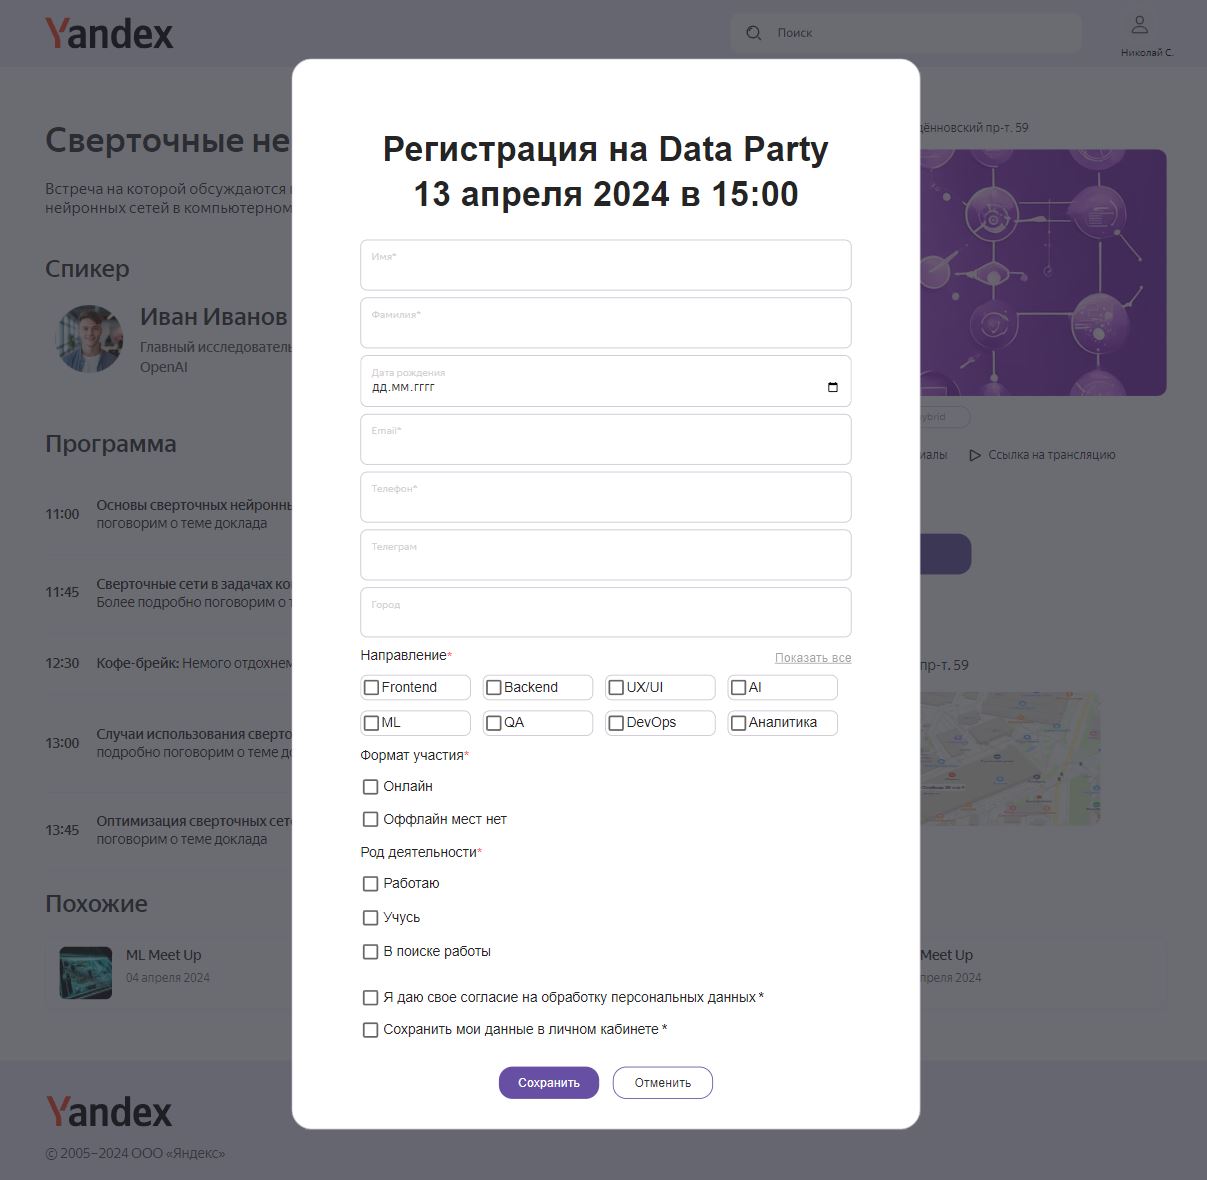 Yandex
Поиск
Николай С.
Сверточные не
Встреча на которой обсуждаются
нейронных сетей в компьютерном
Спикер
Иван Иванов
Главный исследователь
OpenAI
Программа
11:00
Основы сверточных нейронны
поговорим о теме доклада
11:45
Сверточные сети в задачах ко
Более подробно поговорим о т
12:30
Кофе-брейк: Немого отдохнем
13:00
Случаи использования сверто
подробно поговорим о теме до
13:45
Оптимизация сверточных сете
поговорим о теме доклада
Похожие
ML Meet Up
04 апреля 2024
Регистрация на Data Party
13 апреля 2024 в 15:00
Имя*
Фамилия*
Дата рождения
дд.мм.гггг
Email*
Телефон*
Телеграм
Город
Направление*
Показать все
Frontend
Backend
UX/UI
AI
ML
QA
DevOps
Аналитика
Формат участия*
Онлайн
Оффлайн мест нет
Род деятельности*
Работаю
Учусь
В поиске работы
Я даю свое согласие на обработку персональных данных *
Сохранить мои данные в личном кабинете *
Сохранить
Отменить
дённовский пр-т. 59
ybrid
иалы
Ссылка на трансляцию
пр-т. 59
Meet Up
преля 2024
Yandex
© 2005–2024 ООО «Яндекс»